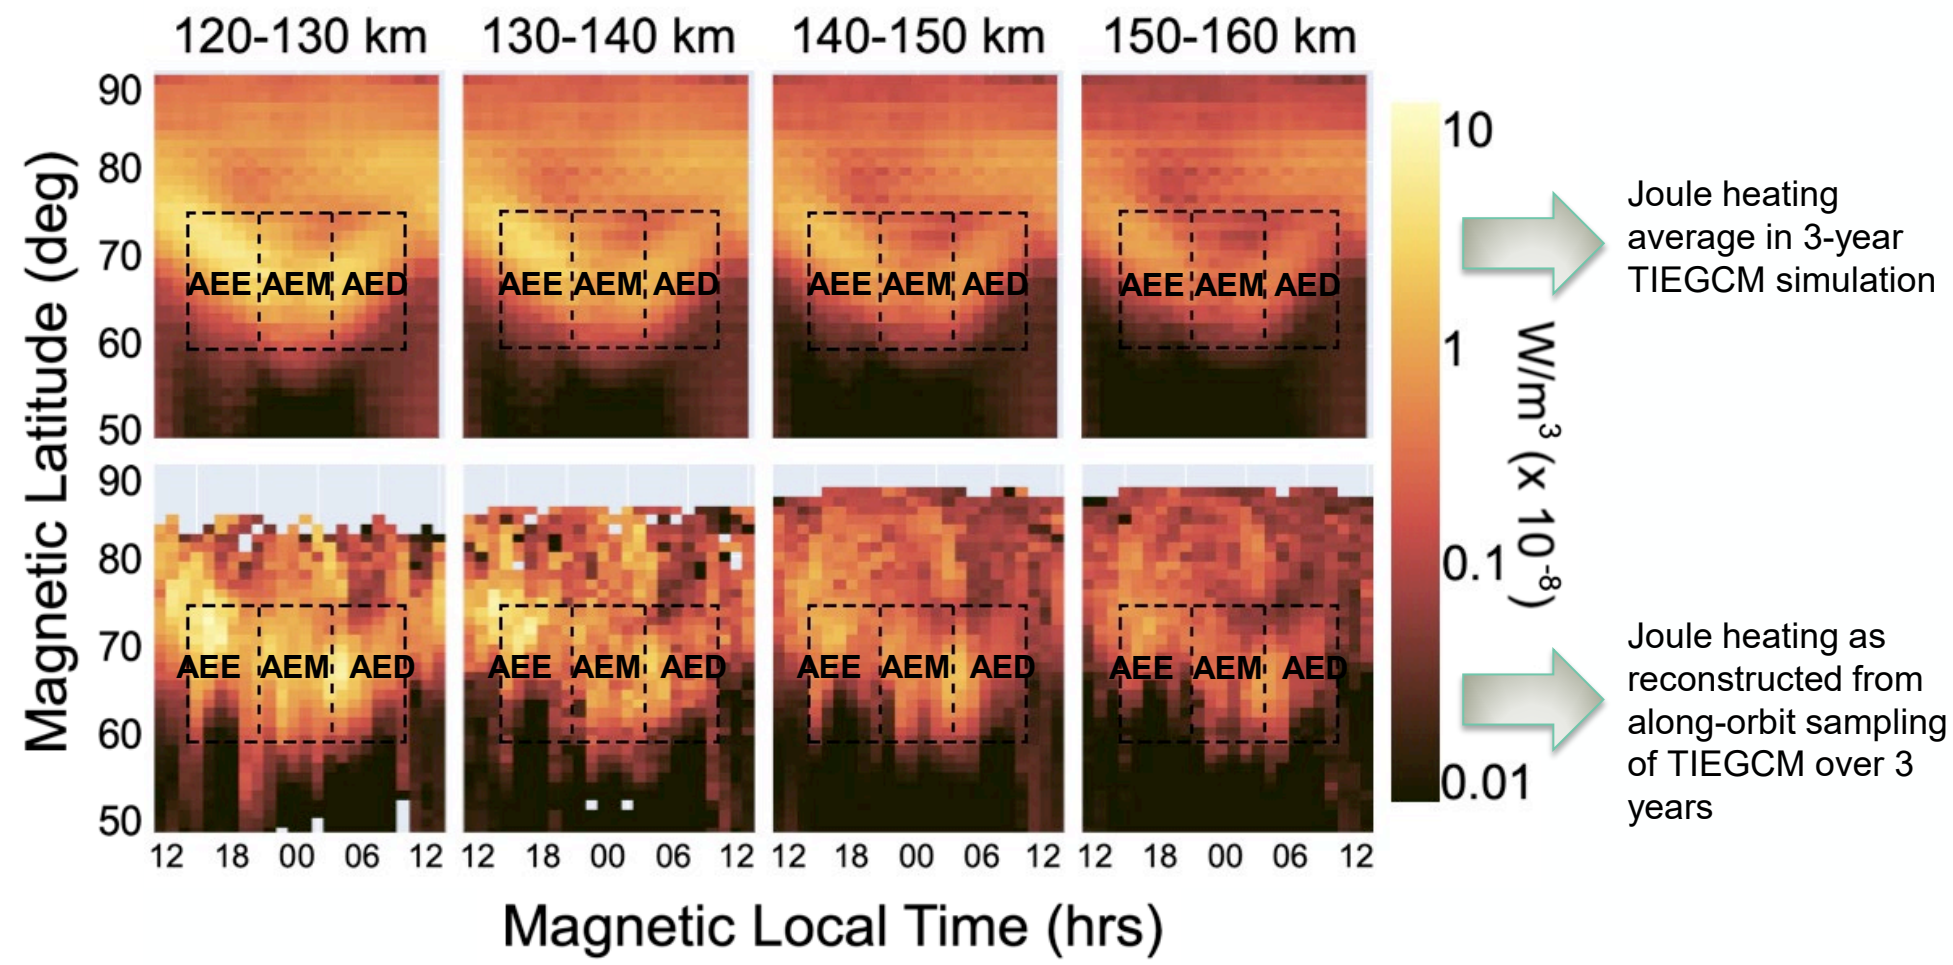 120-130 km 130-140 km 140-150 km 150-160 km
Magnetic Latitude (deg)
90
80
70
60
50
AEE AEM AED
AEE AEM AED
AEE AEM AED
AEE AEM AED
90
80
70
60
50
AEE AEM AED
AEE AEM AED
AEE AEM AED
AEE AEM AED
12 18 00 06 12
12 18 00 06 12
12 18 00 06 12
12 18 00 06 12
Magnetic Local Time (hrs)
10
1
0.1
0.01
W/m³ (x 10⁻⁸)
Joule heating
average in 3-year
TIEGCM simulation
Joule heating as
reconstructed from
along-orbit sampling
of TIEGCM over 3
years